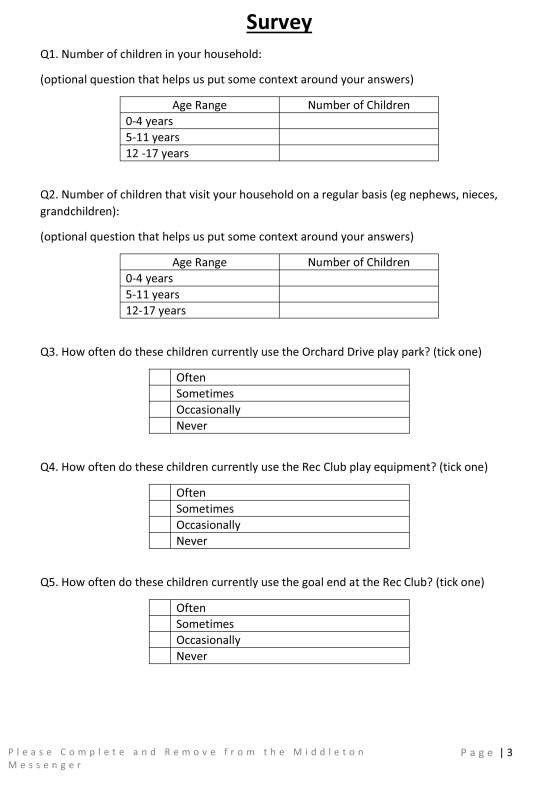 Survey
Q1. Number of children in your household:
(optional question that helps us put some context around your answers)
Age Range Number of Children
0-4 years
5-11 years
12 -17 years
Q2. Number of children that visit your household on a regular basis (eg nephews, nieces,
grandchildren):
(optional question that helps us put some context around your answers)
Age Range Number of Children
0-4 years
5-11 years
12-17 years
Q3. How often do these children currently use the Orchard Drive play park? (tick one)
Often
Sometimes
Occasionally
Never
Q4. How often do these children currently use the Rec Club play equipment? (tick one)
Often
Sometimes
Occasionally
Never
Q5. How often do these children currently use the goal end at the Rec Club? (tick one)
Often
Sometimes
Occasionally
Never
Please Complete and Remove from the Middleton Page | 3
Messenger